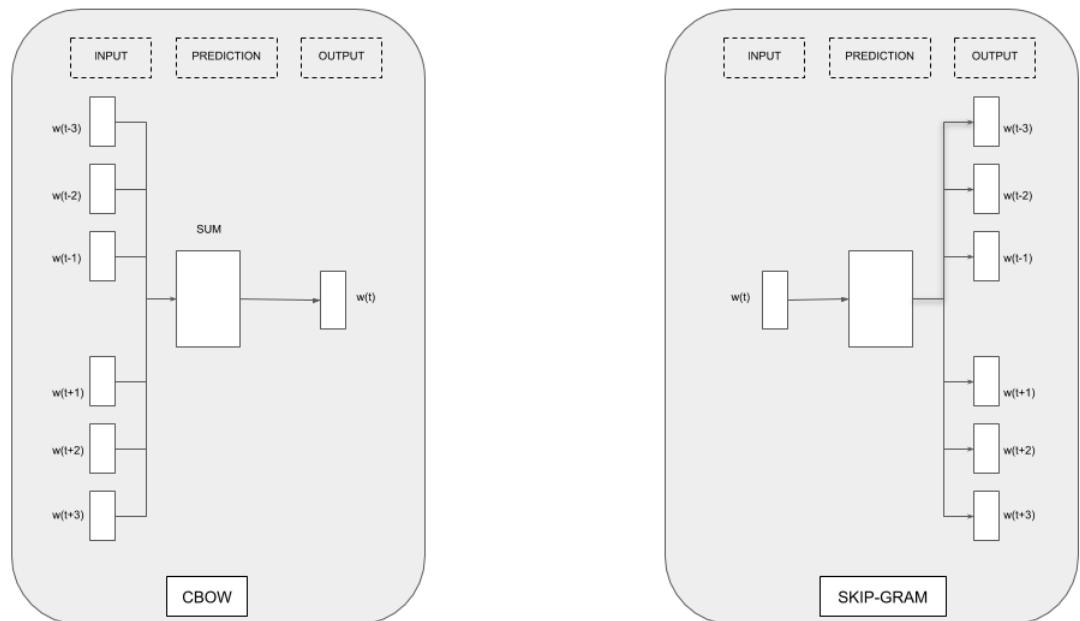 INPUT
PREDICTION
OUTPUT
w(t-3)
w(t-2)
w(t-1)
SUM
w(t)
w(t+1)
w(t+2)
w(t+3)
CBOW
INPUT
PREDICTION
OUTPUT
w(t-3)
w(t-2)
w(t-1)
w(t)
w(t+1)
w(t+2)
w(t+3)
SKIP-GRAM